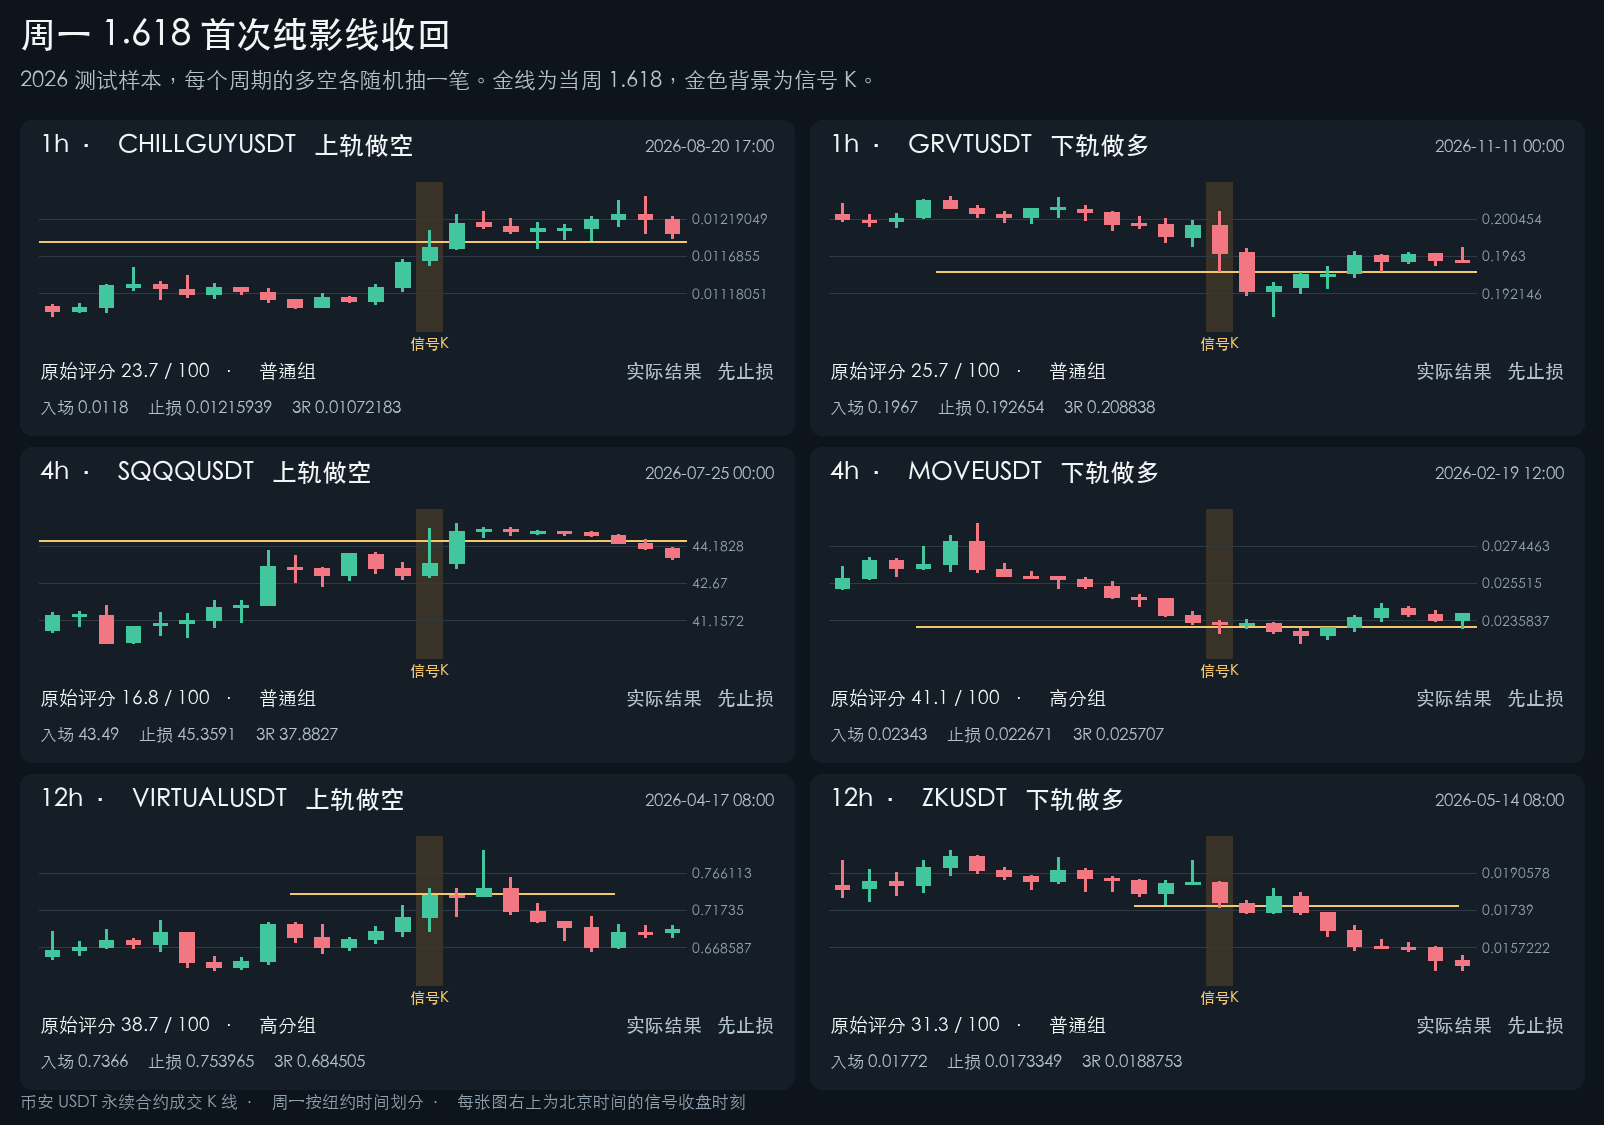 周一 1.618 首次纯影线收回
2026 测试样本，每个周期的多空各随机抽一笔。金线为当周 1.618，金色背景为信号 K。
1h · CHILLGUYUSDT 上轨做空 2026-08-20 17:00
0.01219049
0.0116855
0.01118051
信号K
原始评分 23.7 / 100 · 普通组 实际结果 先止损
入场 0.0118 止损 0.01215939 3R 0.01072183
1h · GRVTUSDT 下轨做多 2026-11-11 00:00
0.200454
0.1963
0.192146
信号K
原始评分 25.7 / 100 · 普通组 实际结果 先止损
入场 0.1967 止损 0.192654 3R 0.208838
4h · SQQQUSDT 上轨做空 2026-07-25 00:00
44.1828
42.67
41.1572
信号K
原始评分 16.8 / 100 · 普通组 实际结果 先止损
入场 43.49 止损 45.3591 3R 37.8827
4h · MOVEUSDT 下轨做多 2026-02-19 12:00
0.0274463
0.025515
0.0235837
信号K
原始评分 41.1 / 100 · 高分组 实际结果 先止损
入场 0.02343 止损 0.022671 3R 0.025707
12h · VIRTUALUSDT 上轨做空 2026-04-17 08:00
0.766113
0.71735
0.668587
信号K
原始评分 38.7 / 100 · 高分组 实际结果 先止损
入场 0.7366 止损 0.753965 3R 0.684505
12h · ZKUSDT 下轨做多 2026-05-14 08:00
0.0190578
0.01739
0.0157222
信号K
原始评分 31.3 / 100 · 普通组 实际结果 先止损
入场 0.01772 止损 0.0173349 3R 0.0188753
币安 USDT 永续合约成交 K 线 · 周一按纽约时间划分 · 每张图右上为北京时间的信号收盘时刻